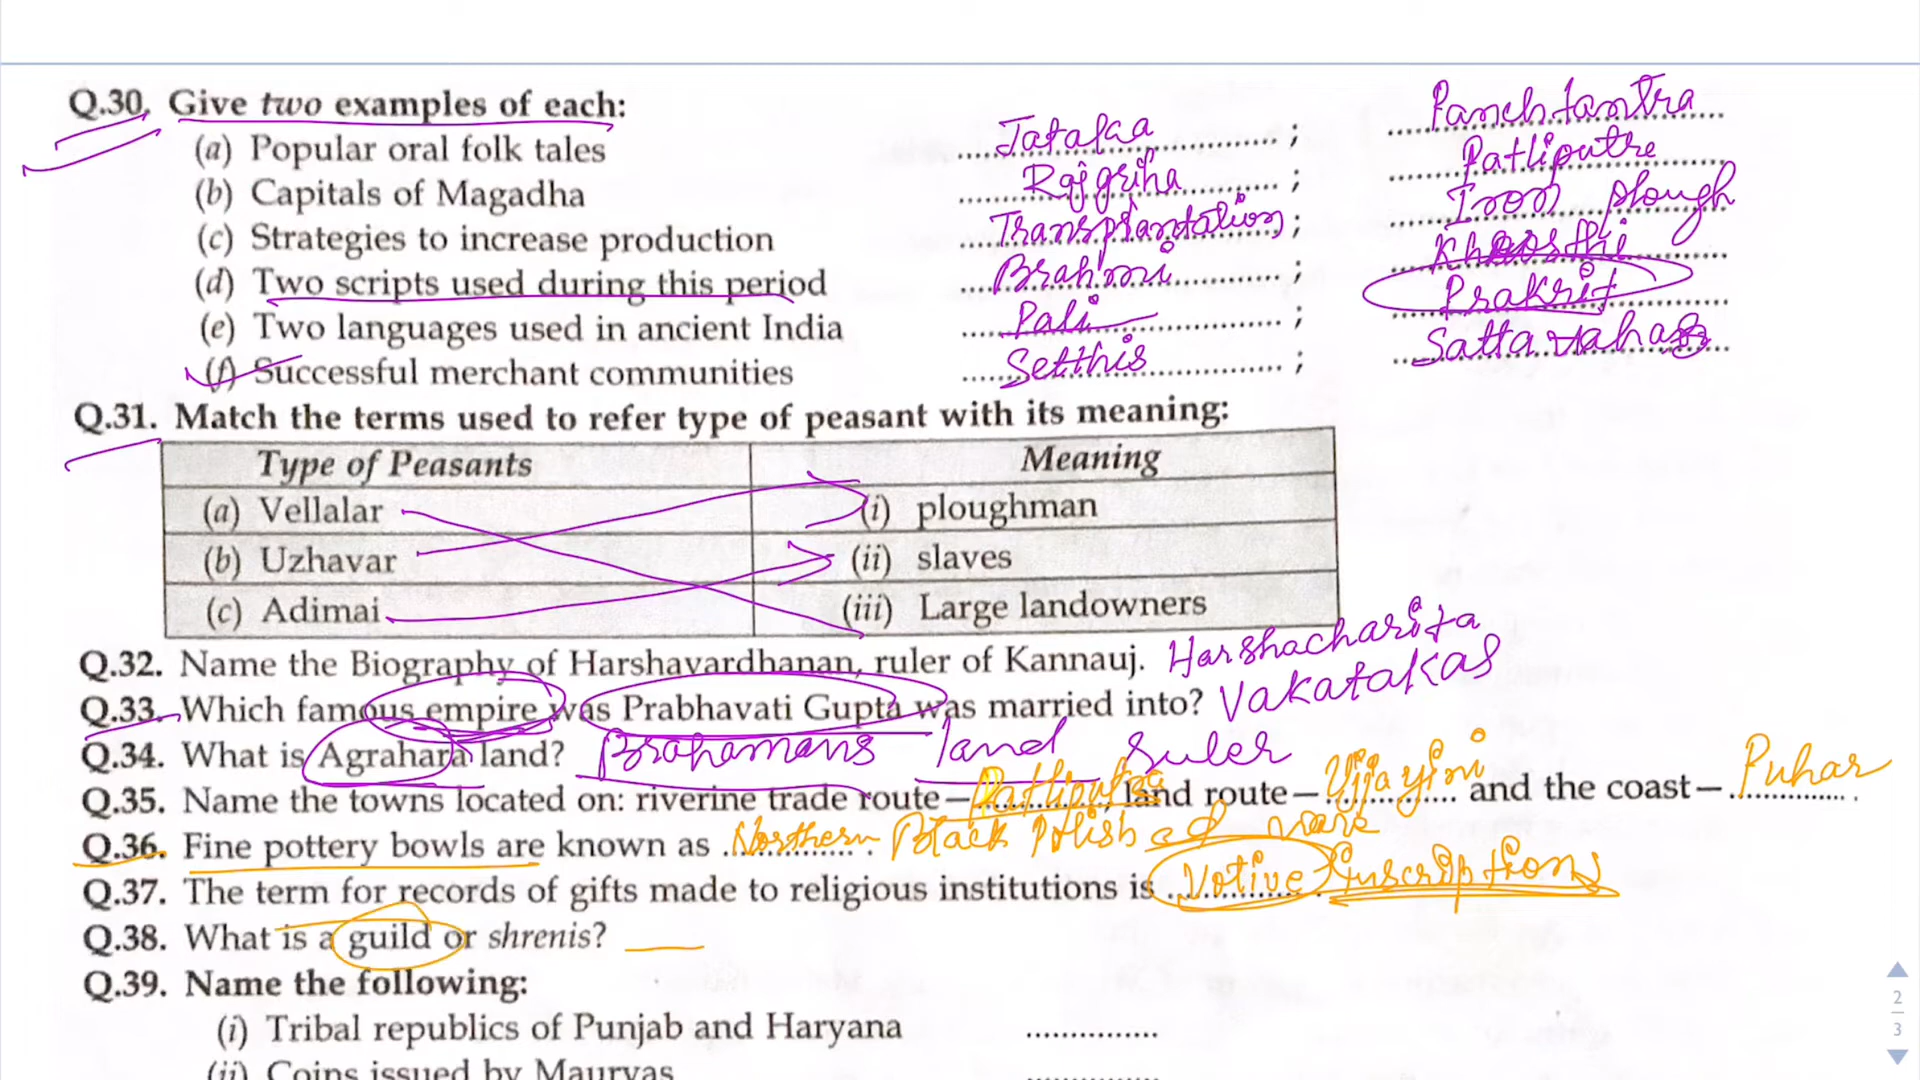 Q.30. Give two examples of each:
(a) Popular oral folk tales Jataka ; Panchtantra
(b) Capitals of Magadha Rajgriha ; Patliputra
(c) Strategies to increase production Transplantation ; Iron plough
(d) Two scripts used during this period Brahmi ; Kharosthi
(e) Two languages used in ancient India Pali ; Prakrit
(f) Successful merchant communities Setthis ; Sattavahas
Q.31. Match the terms used to refer type of peasant with its meaning:
Type of Peasants Meaning
(a) Vellalar (i) ploughman
(b) Uzhavar (ii) slaves
(c) Adimai (iii) Large landowners
Q.32. Name the Biography of Harshavardhanan, ruler of Kannauj. Harshacharita
Q.33. Which famous empire was Prabhavati Gupta was married into? Vakatakas
Q.34. What is Agrahara land? Brahamans land ruler
Q.35. Name the towns located on: riverine trade route— Patliputra land route— Ujjayini and the coast— Puhar
Q.36. Fine pottery bowls are known as Northern Black Polished ware
Q.37. The term for records of gifts made to religious institutions is Votive Inscriptions
Q.38. What is a guild or shrenis?
Q.39. Name the following:
(i) Tribal republics of Punjab and Haryana ...............
(ii) Coins issued by Mauryas ...............
2
3